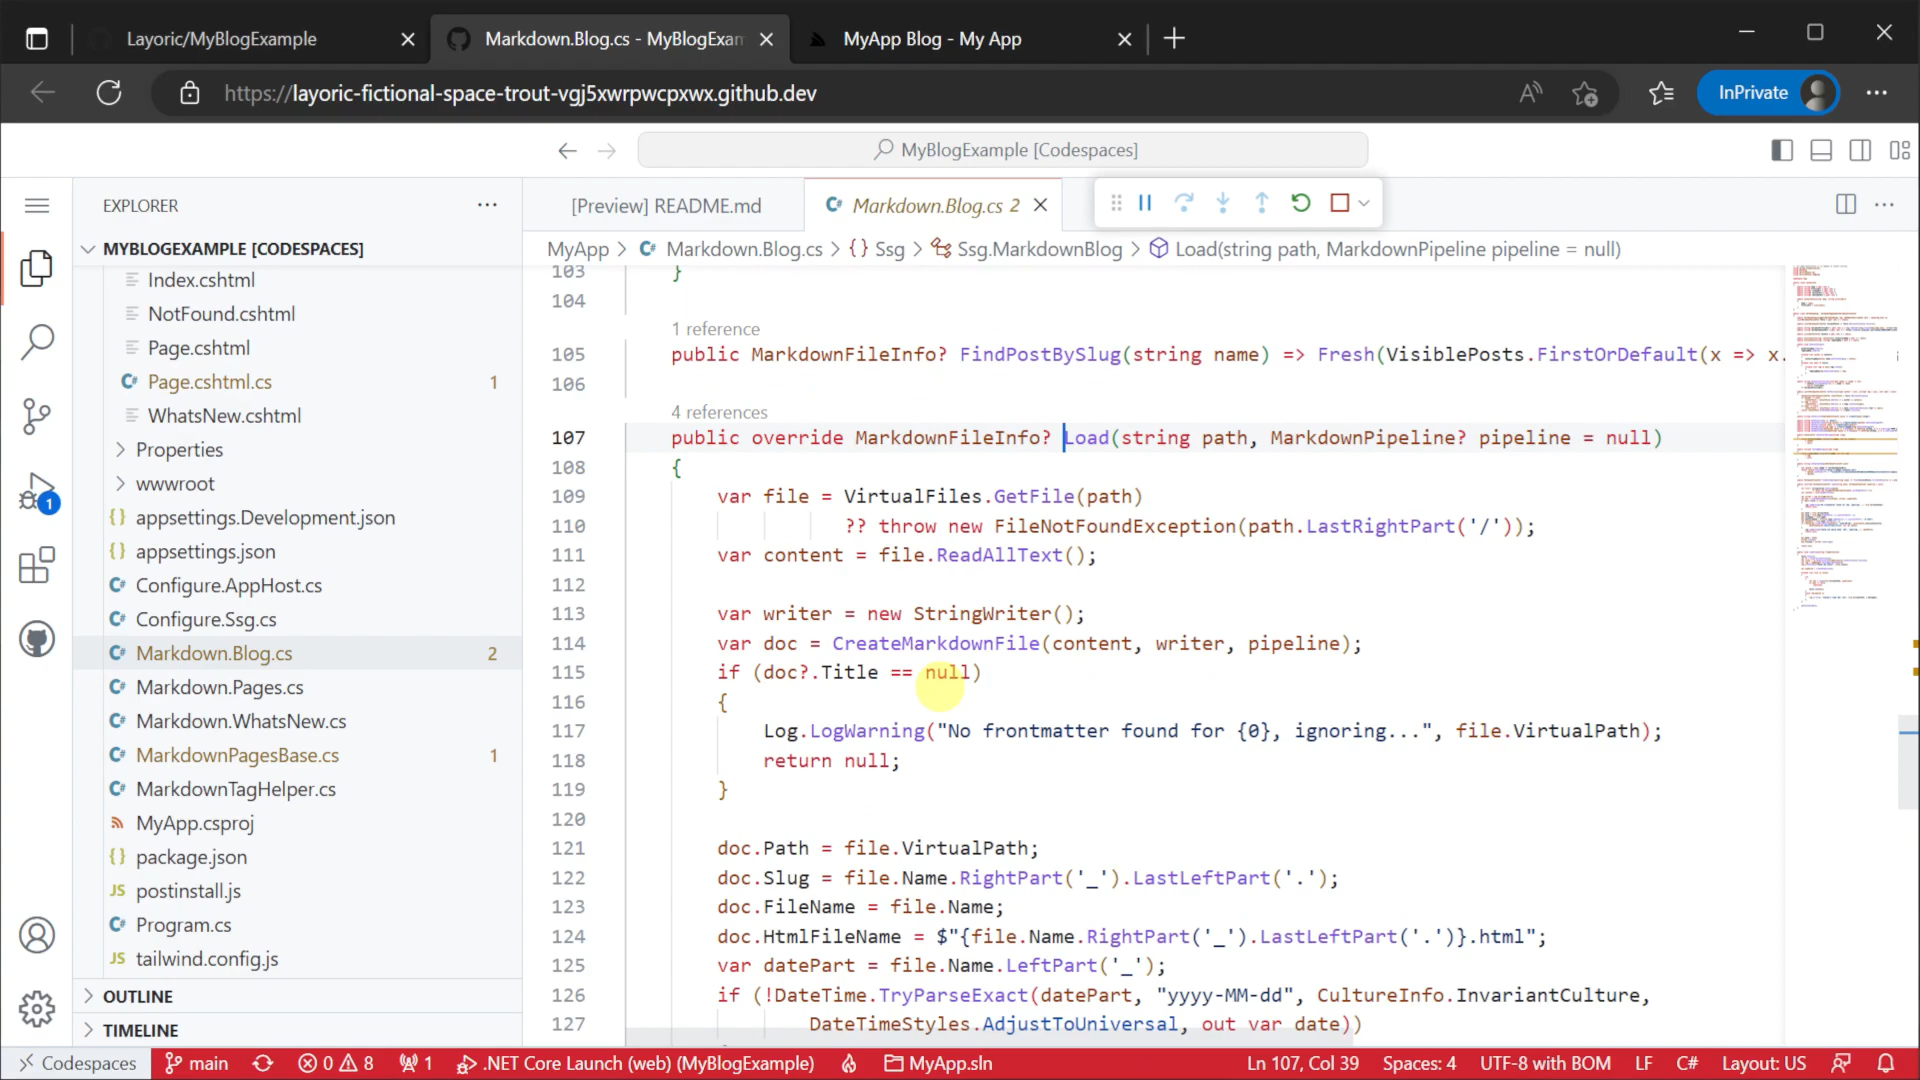 Layoric/MyBlogExample
Markdown.Blog.cs - MyBlogExam
MyApp Blog - My App
https://layoric-fictional-space-trout-vgj5xwrpwcpxwx.github.dev
InPrivate
MyBlogExample [Codespaces]
EXPLORER
[Preview] README.md
Markdown.Blog.cs 2
MYBLOGEXAMPLE [CODESPACES]
MyApp > Markdown.Blog.cs > {} Ssg > Ssg.MarkdownBlog > Load(string path, MarkdownPipeline pipeline = null)
Index.cshtml
NotFound.cshtml
Page.cshtml
Page.cshtml.cs 1
WhatsNew.cshtml
Properties
wwwroot
{} appsettings.Development.json
{} appsettings.json
C# Configure.AppHost.cs
C# Configure.Ssg.cs
C# Markdown.Blog.cs 2
C# Markdown.Pages.cs
C# Markdown.WhatsNew.cs
C# MarkdownPagesBase.cs 1
C# MarkdownTagHelper.cs
MyApp.csproj
{} package.json
JS postinstall.js
C# Program.cs
JS tailwind.config.js
OUTLINE
TIMELINE
1
103 }
104
1 reference
105 public MarkdownFileInfo? FindPostBySlug(string name) => Fresh(VisiblePosts.FirstOrDefault(x => x.
106
4 references
107 public override MarkdownFileInfo? Load(string path, MarkdownPipeline? pipeline = null)
108 {
109 var file = VirtualFiles.GetFile(path)
110 ?? throw new FileNotFoundException(path.LastRightPart('/'));
111 var content = file.ReadAllText();
112
113 var writer = new StringWriter();
114 var doc = CreateMarkdownFile(content, writer, pipeline);
115 if (doc?.Title == null)
116 {
117 Log.LogWarning("No frontmatter found for {0}, ignoring...", file.VirtualPath);
118 return null;
119 }
120
121 doc.Path = file.VirtualPath;
122 doc.Slug = file.Name.RightPart('_').LastLeftPart('.');
123 doc.FileName = file.Name;
124 doc.HtmlFileName = $"{file.Name.RightPart('_').LastLeftPart('.')}.html";
125 var datePart = file.Name.LeftPart('_');
126 if (!DateTime.TryParseExact(datePart, "yyyy-MM-dd", CultureInfo.InvariantCulture,
127 DateTimeStyles.AdjustToUniversal, out var date))
Codespaces main 0 8 1 .NET Core Launch (web) (MyBlogExample) MyApp.sln Ln 107, Col 39 Spaces: 4 UTF-8 with BOM LF C# Layout: US